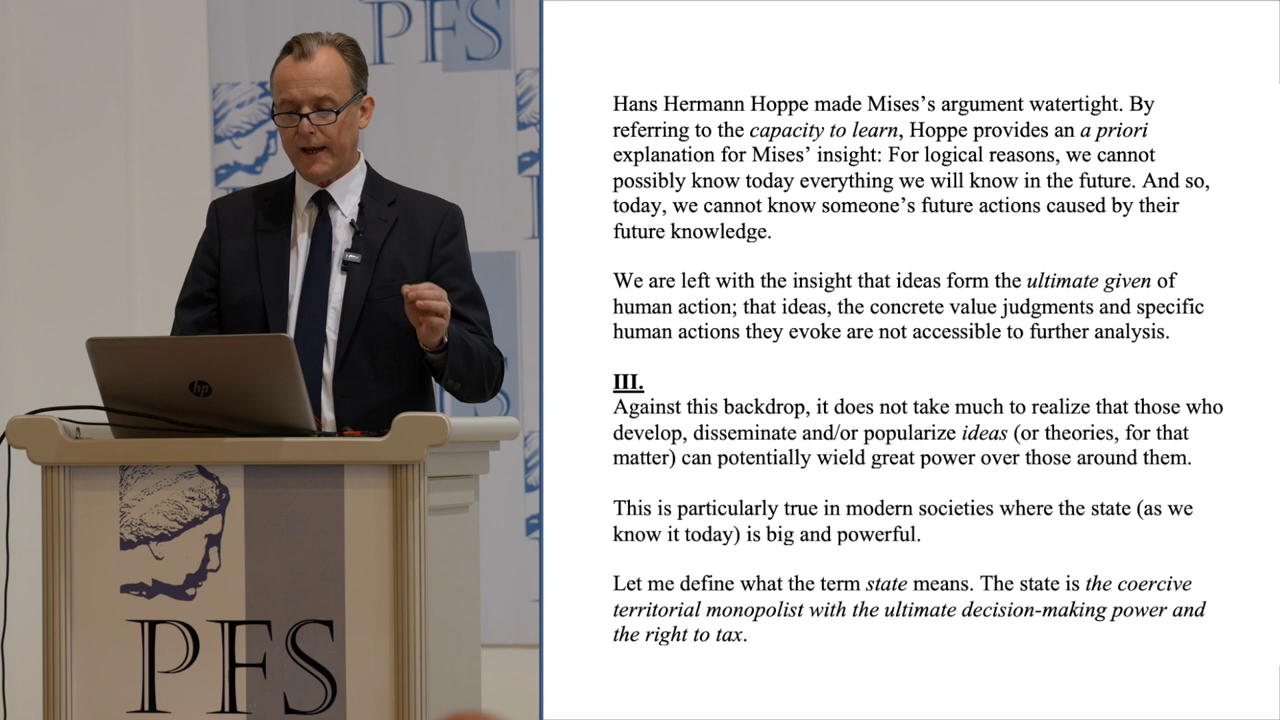 PFS
hp
PFS
Hans Hermann Hoppe made Mises's argument watertight. By
referring to the capacity to learn, Hoppe provides an a priori
explanation for Mises' insight: For logical reasons, we cannot
possibly know today everything we will know in the future. And so,
today, we cannot know someone's future actions caused by their
future knowledge.
We are left with the insight that ideas form the ultimate given of
human action; that ideas, the concrete value judgments and specific
human actions they evoke are not accessible to further analysis.
III.
Against this backdrop, it does not take much to realize that those who
develop, disseminate and/or popularize ideas (or theories, for that
matter) can potentially wield great power over those around them.
This is particularly true in modern societies where the state (as we
know it today) is big and powerful.
Let me define what the term state means. The state is the coercive
territorial monopolist with the ultimate decision-making power and
the right to tax.